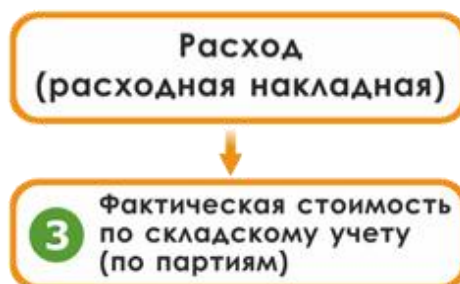 Расход
(расходная накладная)
3
Фактическая стоимость
по складскому учету
(по партиям)